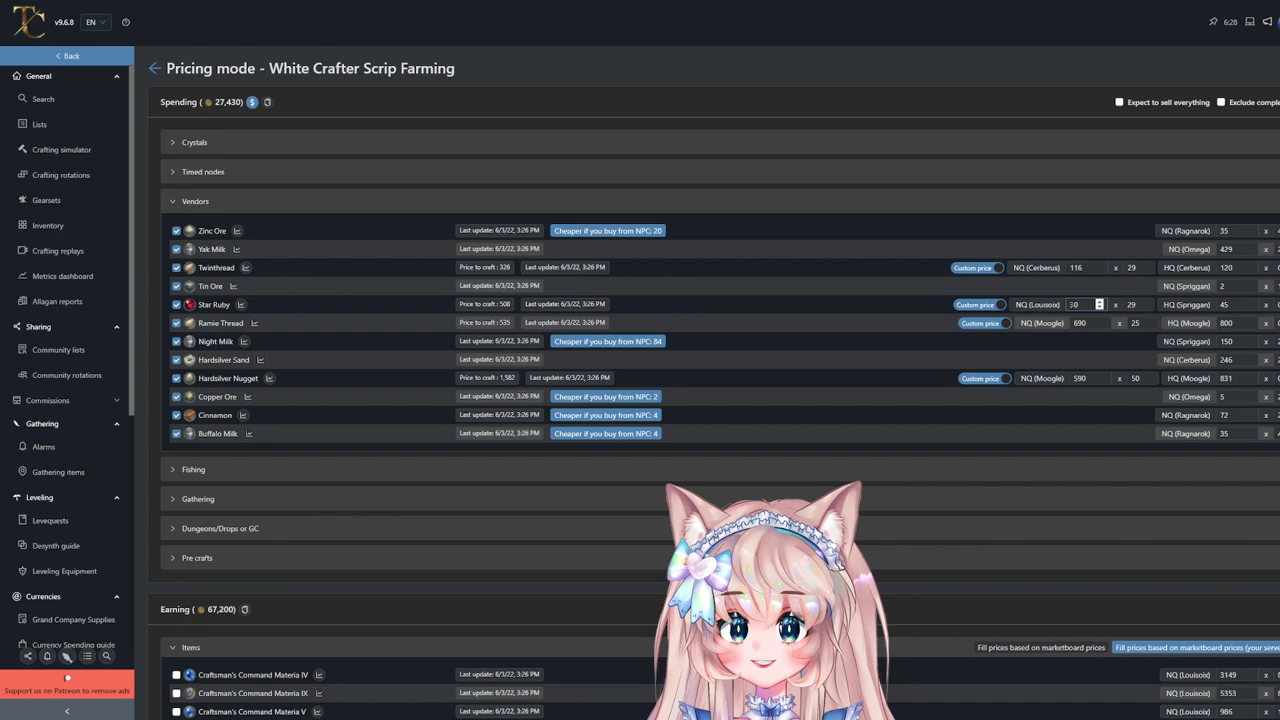 TC v9.6.8 EN 6:28
Back
General
Search
Lists
Crafting simulator
Crafting rotations
Gearsets
Inventory
Crafting replays
Metrics dashboard
Allagan reports
Sharing
Community lists
Community rotations
Commissions
Gathering
Alarms
Gathering items
Leveling
Levequests
Desynth guide
Leveling Equipment
Currencies
Grand Company Supplies
Currency Spending guide
Support us on Patreon to remove ads
Pricing mode - White Crafter Scrip Farming
Spending ( 27,430) $ Expect to sell everything Exclude comple
Crystals
Timed nodes
Vendors
Zinc Ore Last update: 6/3/22, 3:26 PM Cheaper if you buy from NPC: 20 NQ (Ragnarok) 35 x
Yak Milk Last update: 6/3/22, 3:26 PM NQ (Omega) 429 x
Twinthread Price to craft : 326 Last update: 6/3/22, 3:26 PM Custom price NQ (Cerberus) 116 x 29 HQ (Cerberus) 120 x
Tin Ore Last update: 6/3/22, 3:26 PM NQ (Spriggan) 2 x
Star Ruby Price to craft : 508 Last update: 6/3/22, 3:26 PM Custom price NQ (Louisoix) 30 x 29 HQ (Spriggan) 45 x
Ramie Thread Price to craft : 535 Last update: 6/3/22, 3:26 PM Custom price NQ (Moogle) 690 x 25 HQ (Moogle) 800 x
Night Milk Last update: 6/3/22, 3:26 PM Cheaper if you buy from NPC: 84 NQ (Spriggan) 150 x
Hardsilver Sand Last update: 6/3/22, 3:26 PM NQ (Cerberus) 246 x
Hardsilver Nugget Price to craft : 1,582 Last update: 6/3/22, 3:26 PM Custom price NQ (Moogle) 590 x 50 HQ (Moogle) 831 x
Copper Ore Last update: 6/3/22, 3:26 PM Cheaper if you buy from NPC: 2 NQ (Omega) 5 x
Cinnamon Last update: 6/3/22, 3:26 PM Cheaper if you buy from NPC: 4 NQ (Ragnarok) 72 x
Buffalo Milk Last update: 6/3/22, 3:26 PM Cheaper if you buy from NPC: 4 NQ (Ragnarok) 35 x
Fishing
Gathering
Dungeons/Drops or GC
Pre crafts
Earning ( 67,200)
Items Fill prices based on marketboard prices Fill prices based on marketboard prices (your serve
Craftsman's Command Materia IV Last update: 6/3/22, 3:26 PM NQ (Louisoix) 3149 x
Craftsman's Command Materia IX Last update: 6/3/22, 3:26 PM NQ (Louisoix) 5353 x
Craftsman's Command Materia V Last update: 6/3/22, 3:26 PM NQ (Louisoix) 986 x